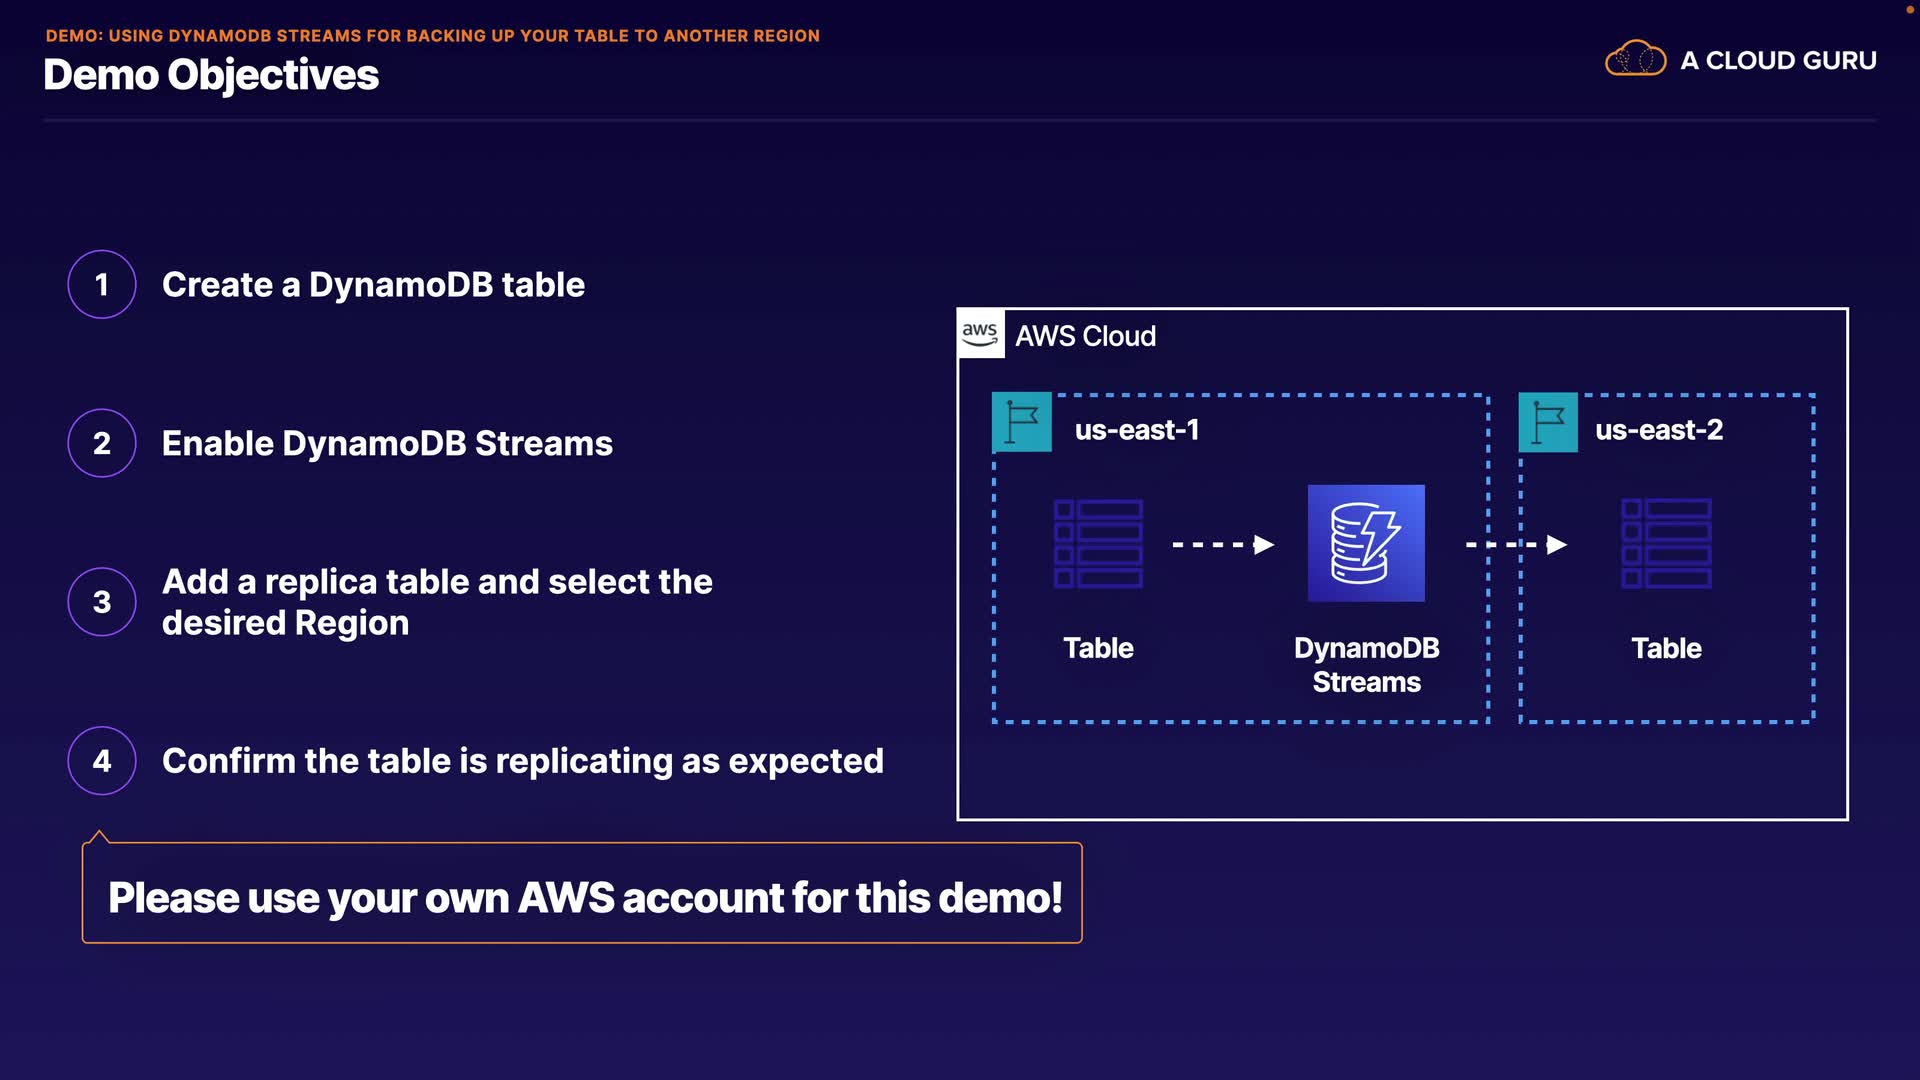 DEMO: USING DYNAMODB STREAMS FOR BACKING UP YOUR TABLE TO ANOTHER REGION
Demo Objectives
A CLOUD GURU
1
Create a DynamoDB table
2
Enable DynamoDB Streams
3
Add a replica table and select the
desired Region
4
Confirm the table is replicating as expected
Please use your own AWS account for this demo!
aws
AWS Cloud
us-east-1
us-east-2
Table
DynamoDB
Streams
Table